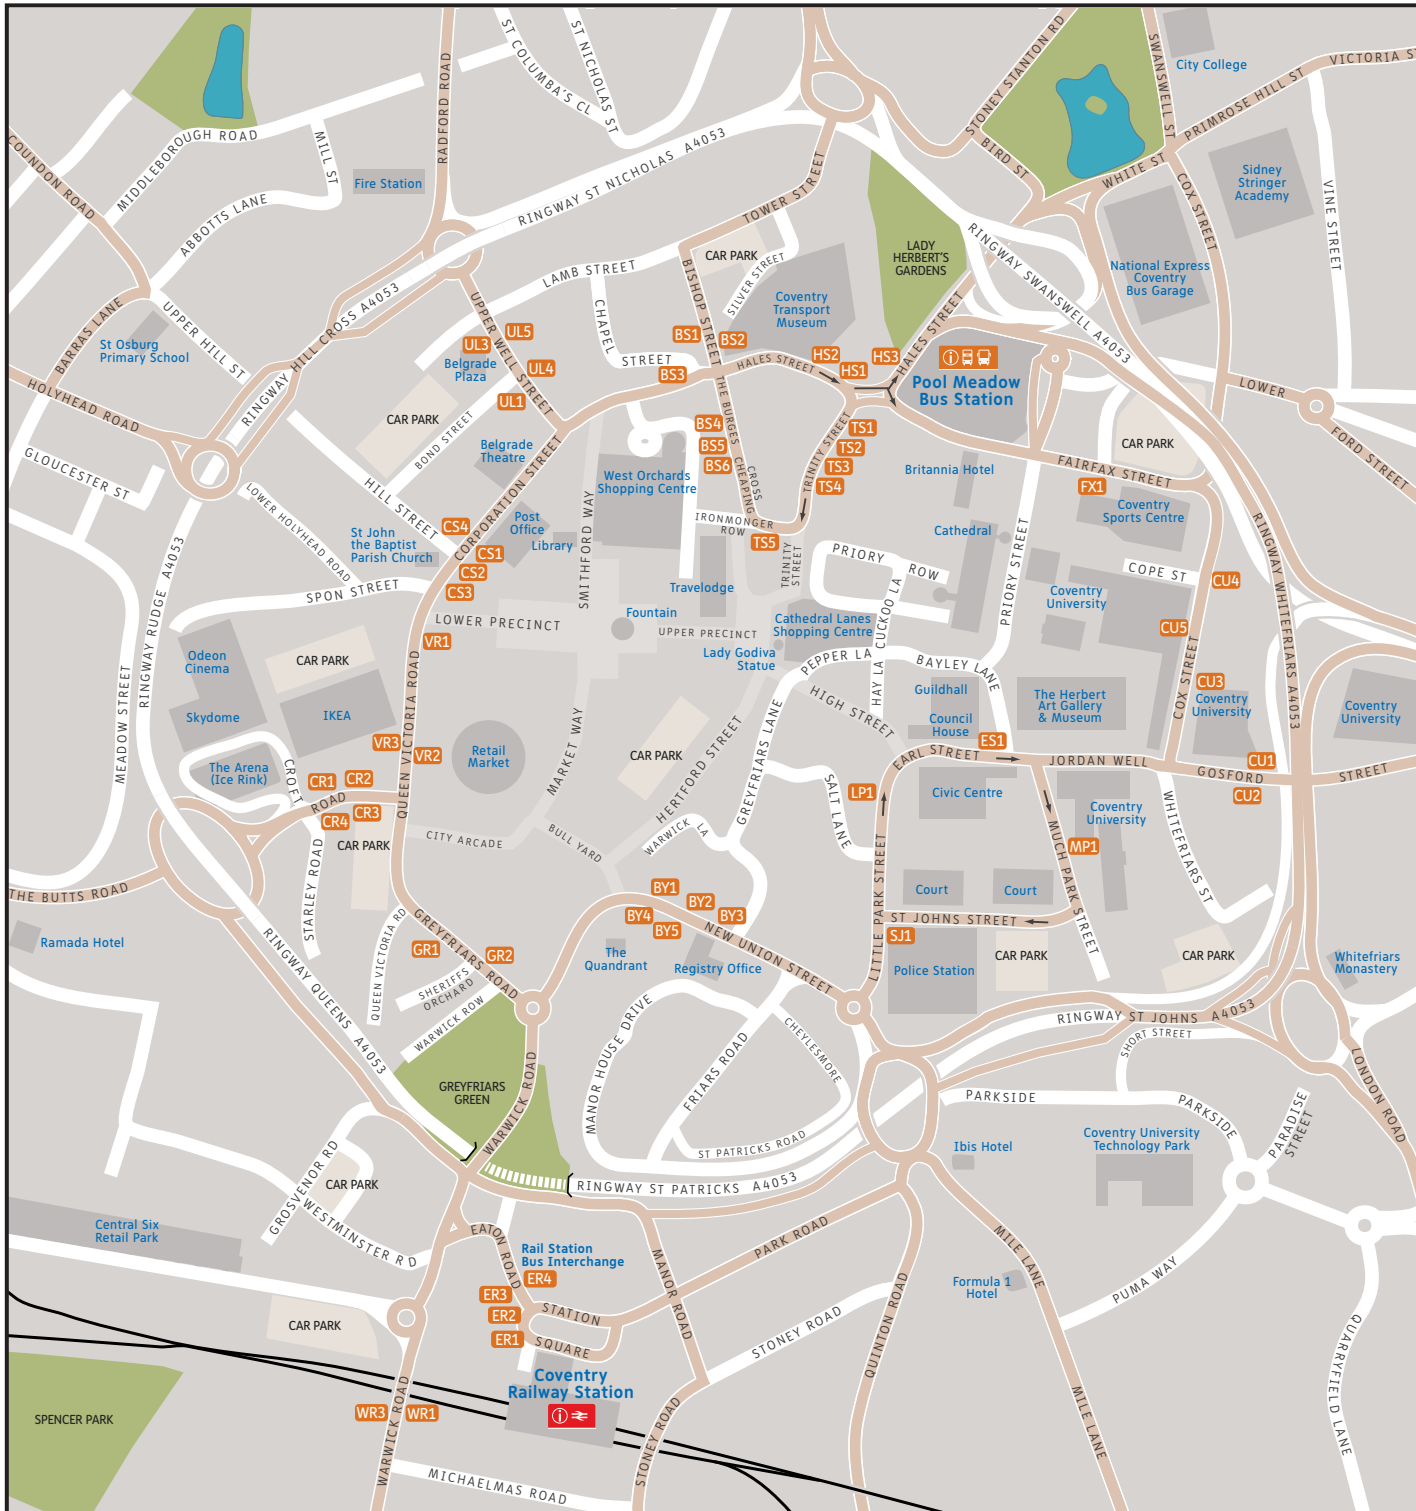 ST COLUMBA'S CL
ST NICHOLAS ST
RADFORD ROAD
STONEY STANTON RD
SWANSWELL ST
City College
VICTORIA S
PRIMROSE HILL ST
COUNDON ROAD
MIDDLEBOROUGH ROAD
MILL ST
Fire Station
ABBOTTS LANE
RINGWAY ST NICHOLAS A4053
BIRD ST
WHITE ST
COX STREET
Sidney
Stringer
Academy
VINE STREET
TOWER STREET
LAMB STREET
CAR PARK
BISHOP STREET
SILVER STREET
LADY
HERBERT'S
GARDENS
RINGWAY SWANSWELL A4053
National Express
Coventry
Bus Garage
Coventry
Transport
Museum
HALES STREET
BARRAS LANE
UPPER HILL ST
St Osburg
Primary School
RINGWAY HILL CROSS A4053
UPPER WELL STREET
CHAPEL
STREET
UL5
UL3
UL4
UL1
Belgrade
Plaza
BS1
BS2
BS3
HALES STREET
HS2
HS1
HS3
Pool Meadow
Bus Station
LOWER
FORD STREET
HOLYHEAD ROAD
CAR PARK
BOND STREET
Belgrade
Theatre
THE BURGES
BS4
BS5
BS6
CROSS
CHEAPING
TRINITY STREET
TS1
TS2
TS3
TS4
TS5
CAR PARK
FAIRFAX STREET
FX1
Britannia Hotel
Coventry
Sports Centre
GLOUCESTER ST
LOWER HOLYHEAD ROAD
HILL STREET
CORPORATION STREET
West Orchards
Shopping Centre
SMITHFORD WAY
Post
Office
Library
CS4
CS1
CS2
CS3
St John
the Baptist
Parish Church
IRONMONGER
ROW
TRINITY
STREET
PRIORY
ROW
Cathedral
PRIORY STREET
COPE ST
CU4
RINGWAY WHITEFRIARS A4053
RINGWAY RUDGE A4053
SPON STREET
LOWER PRECINCT
Travelodge
Fountain
UPPER PRECINCT
Cathedral Lanes
Shopping Centre
HAY LA
CUCKOO LA
Coventry
University
CU5
VR1
Lady Godiva
Statue
PEPPER LA
BAYLEY LANE
COX STREET
CU3
Coventry
University
Coventry
University
Odeon
Cinema
Skydome
CAR PARK
IKEA
MEADOW STREET
QUEEN VICTORIA ROAD
VR3
VR2
Retail
Market
MARKET WAY
CAR PARK
HERTFORD STREET
GREYFRIARS LANE
HIGH STREET
Guildhall
Council
House
ES1
The Herbert
Art Gallery
& Museum
EARL STREET
JORDAN WELL
GOSFORD
STREET
CU1
CU2
The Arena
(Ice Rink)
CROFT
ROAD
CR1
CR2
CR3
CR4
CAR PARK
SALT LANE
LP1
Civic Centre
Coventry
University
MP1
MUCH PARK STREET
WHITEFRIARS ST
CITY ARCADE
BULL YARD
WARWICK LA
STARLEY ROAD
THE BUTTS ROAD
Ramada Hotel
BY1
BY2
BY3
BY4
BY5
NEW UNION STREET
LITTLE PARK STREET
Court
Court
ST JOHNS STREET
SJ1
Police Station
CAR PARK
CAR PARK
Whitefriars
Monastery
GREYFRIARS ROAD
QUEEN VICTORIA RD
GR1
GR2
The
Quandrant
Registry Office
SHERIFFS
ORCHARD
WARWICK ROW
RINGWAY QUEENS A4053
RINGWAY ST JOHNS A4053
SHORT STREET
LONDON ROAD
GREYFRIARS
GREEN
WARWICK ROAD
MANOR HOUSE DRIVE
FRIARS ROAD
CHEYLESMORE
ST PATRICKS ROAD
PARKSIDE
PARKSIDE
PARADISE
STREET
Ibis Hotel
Coventry University
Technology Park
RINGWAY ST PATRICKS A4053
GROSVENOR RD
CAR PARK
WESTMINSTER RD
Central Six
Retail Park
EATON ROAD
Rail Station
Bus Interchange
ER4
ER3
ER2
ER1
STATION
SQUARE
MANOR ROAD
PARK ROAD
STONEY ROAD
QUINTON ROAD
MILE LANE
Formula 1
Hotel
PUMA WAY
QUARRYFIELD LANE
CAR PARK
Coventry
Railway Station
SPENCER PARK
WR3
WR1
WARWICK ROAD
STONEY ROAD
MILE LANE
MICHAELMAS ROAD